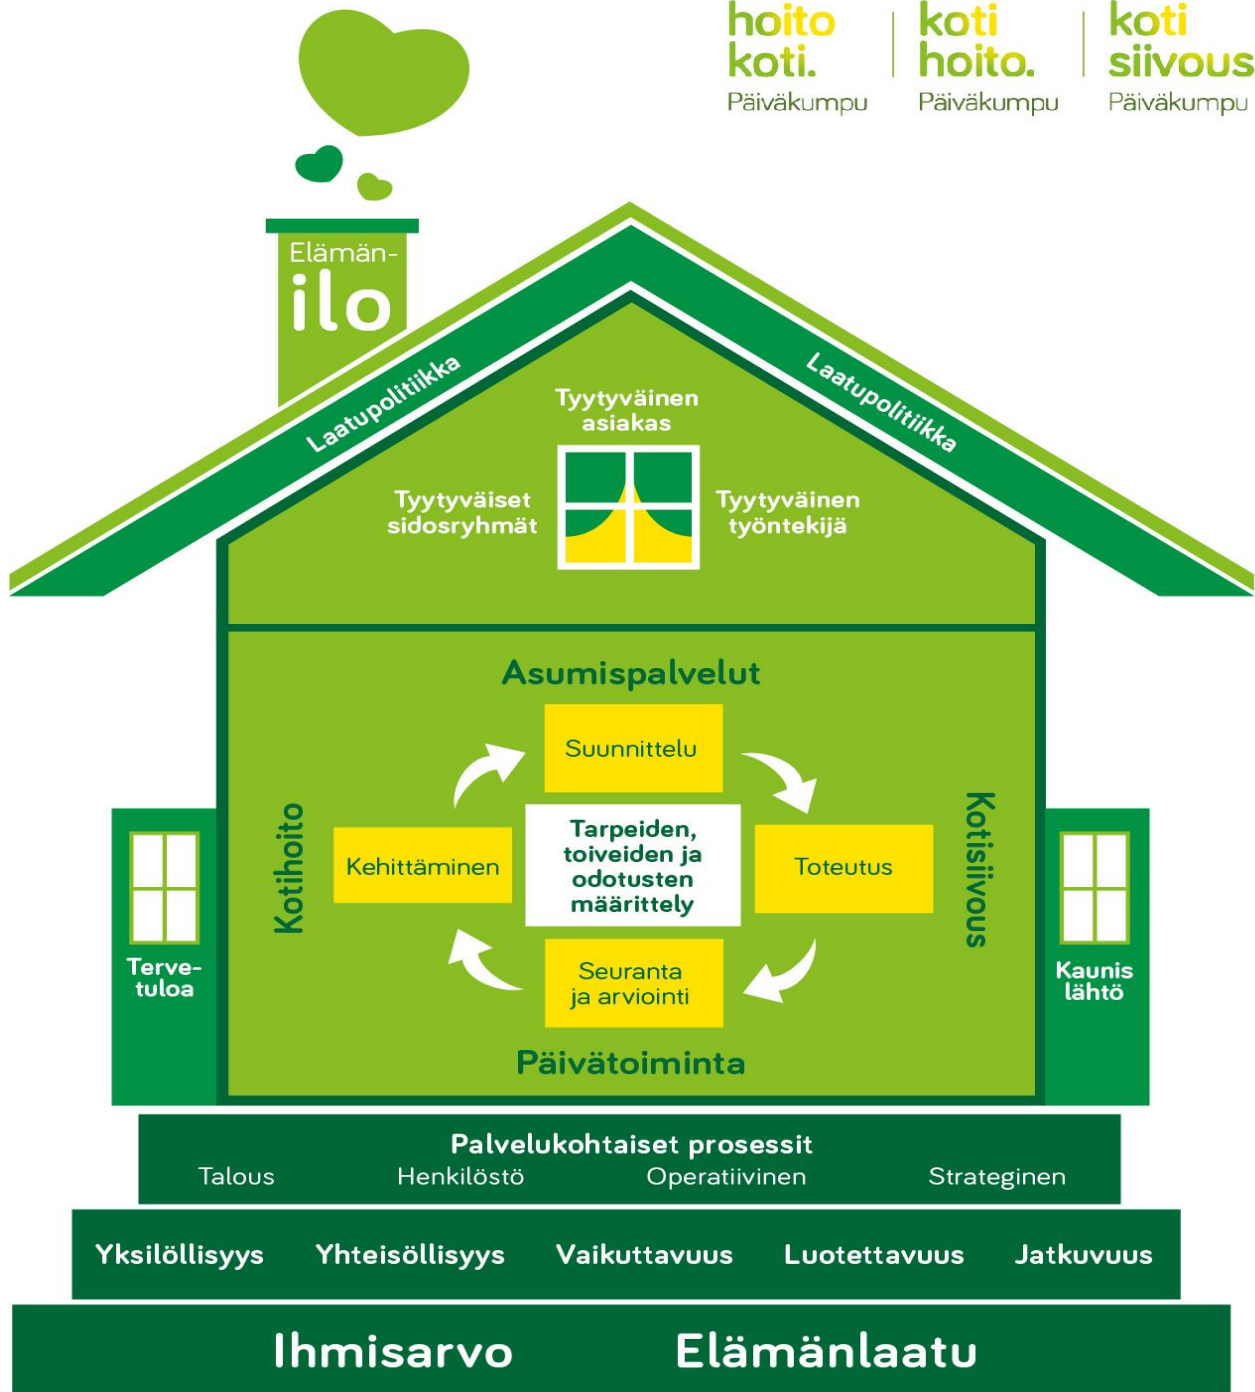 hoito
koti.
Päiväkumpu
koti
hoito.
Päiväkumpu
koti
siivous
Päiväkumpu
Elämän-
ilo
Laatupolitiikka
Laatupolitiikka
Tyytyväinen
asiakas
Tyytyväiset
sidosryhmät
Tyytyväinen
työntekijä
Asumispalvelut
Suunnittelu
Kotihoito
Kehittäminen
Tarpeiden,
toiveiden ja
odotusten
määrittely
Toteutus
Kotisiivous
Seuranta
ja arviointi
Päivätoiminta
Terve-
tuloa
Kaunis
lähtö
Palvelukohtaiset prosessit
Talous Henkilöstö Operatiivinen Strateginen
Yksilöllisyys Yhteisöllisyys Vaikuttavuus Luotettavuus Jatkuvuus
Ihmisarvo Elämänlaatu